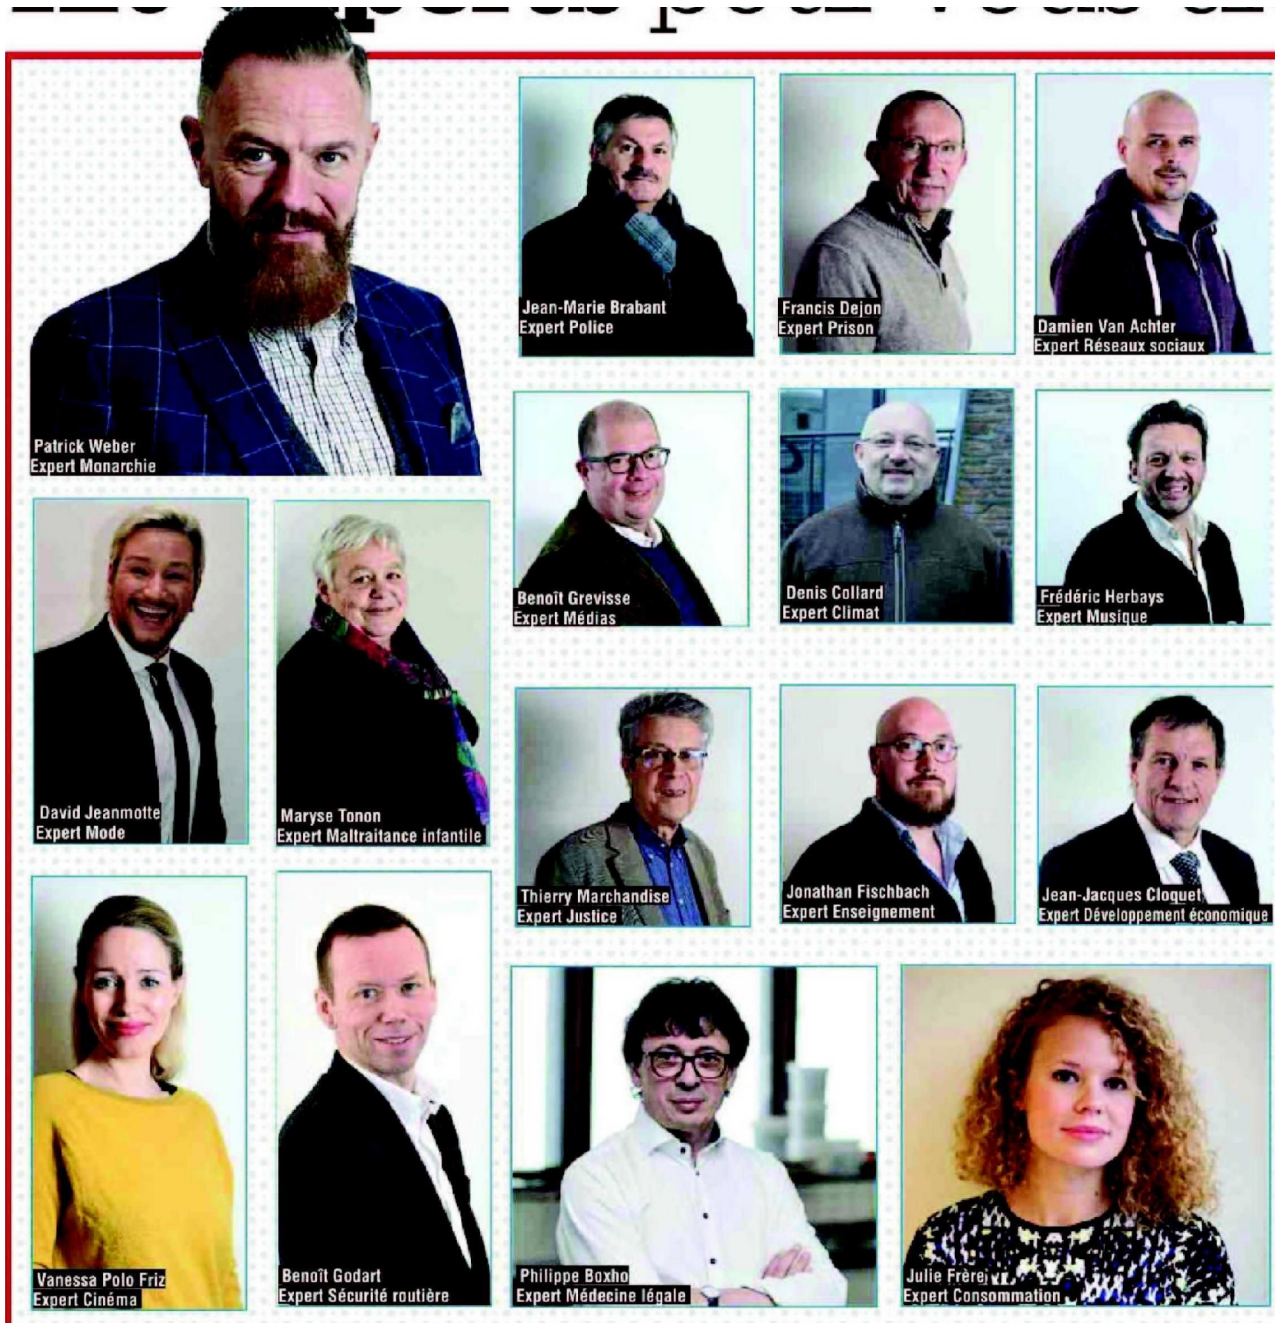 pour vous
Patrick Weber
Expert Monarchie
Jean-Marie Brabant
Expert Police
Francis Dejon
Expert Prison
Damien Van Achter
Expert Réseaux sociaux
Benoît Grevisse
Expert Médias
Denis Collard
Expert Climat
Frédéric Herbays
Expert Musique
David Jeanmotte
Expert Mode
Maryse Tonon
Expert Maltraitance infantile
Thierry Marchandise
Expert Justice
Jonathan Fischbach
Expert Enseignement
Jean-Jacques Cloquet
Expert Développement économique
Vanessa Polo Friz
Expert Cinéma
Benoît Godart
Expert Sécurité routière
Philippe Boxho
Expert Médecine légale
Julie Frère
Expert Consommation